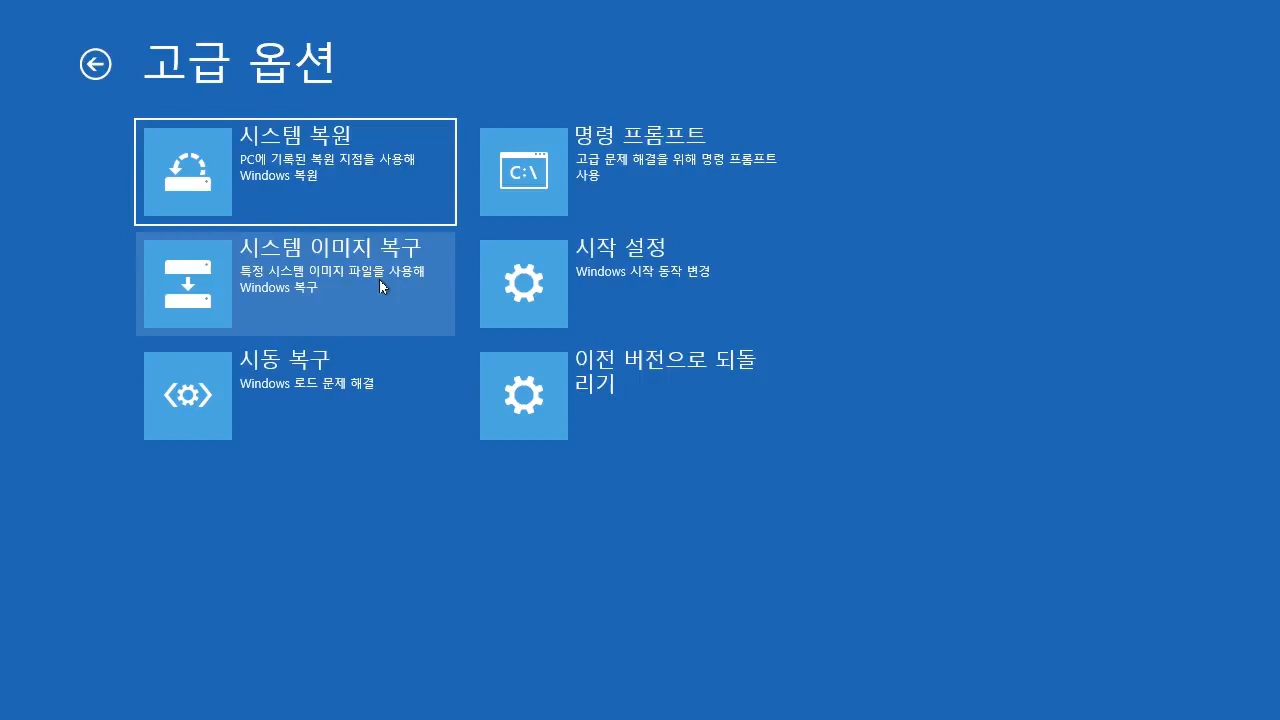 고급 옵션
시스템 복원
PC에 기록된 복원 지점을 사용해
Windows 복원
시스템 이미지 복구
특정 시스템 이미지 파일을 사용해
Windows 복구
시동 복구
Windows 로드 문제 해결
명령 프롬프트
고급 문제 해결을 위해 명령 프롬프트
사용
C:\
시작 설정
Windows 시작 동작 변경
이전 버전으로 되돌
리기